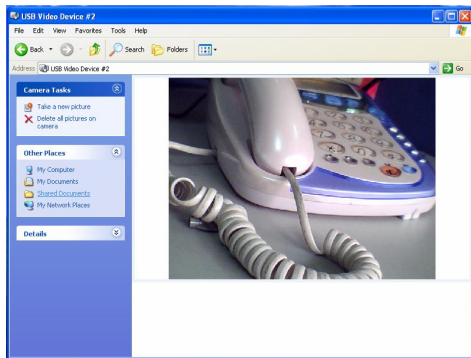 USB Video Device #2
File Edit View Favorites Tools Help
Back Search Folders
Address USB Video Device #2 Go
Camera Tasks
Take a new picture
Delete all pictures on
camera
Other Places
My Computer
My Documents
Shared Documents
My Network Places
Details